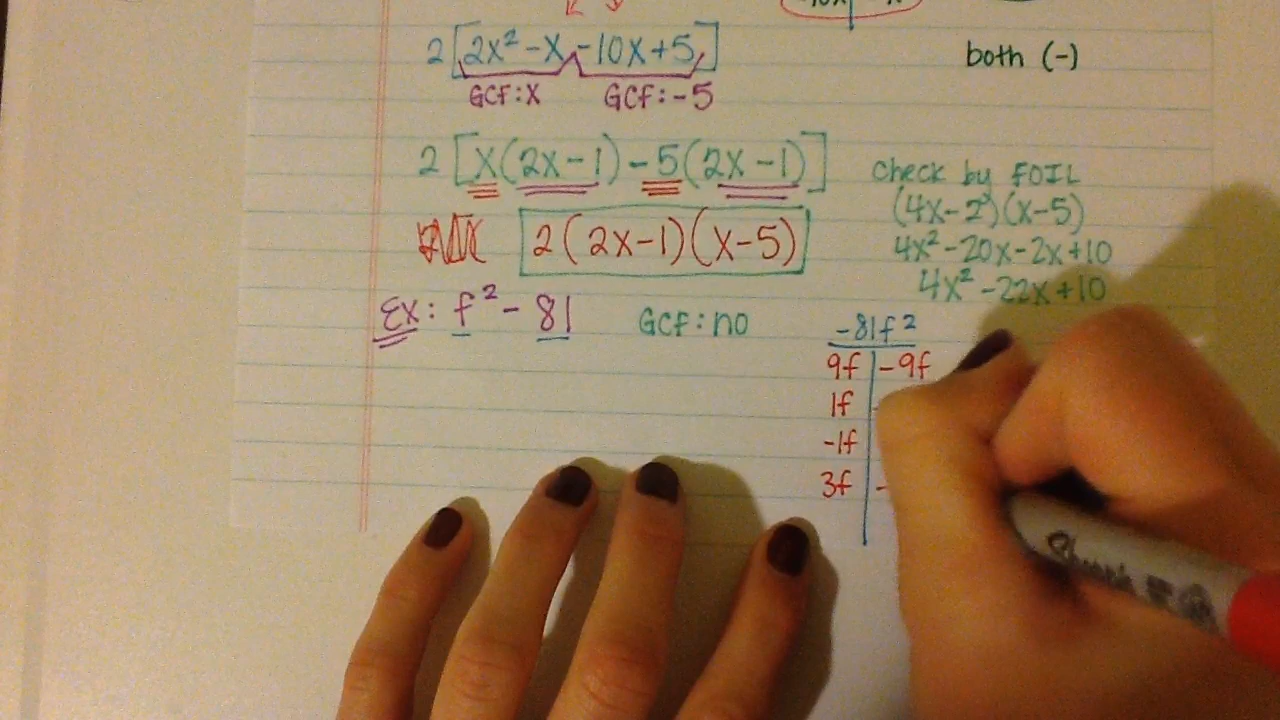 2[2x² - x - 10x + 5]
both (-)
GCF: x GCF: -5
2[x(2x - 1) - 5(2x - 1)]
check by FOIL
(4x - 2)(x - 5)
2(2x - 1)(x - 5)
4x² - 20x - 2x + 10
4x² - 22x + 10
Ex: f² - 81 GCF: no
-81f²
9f -9f
1f -
-1f
3f -